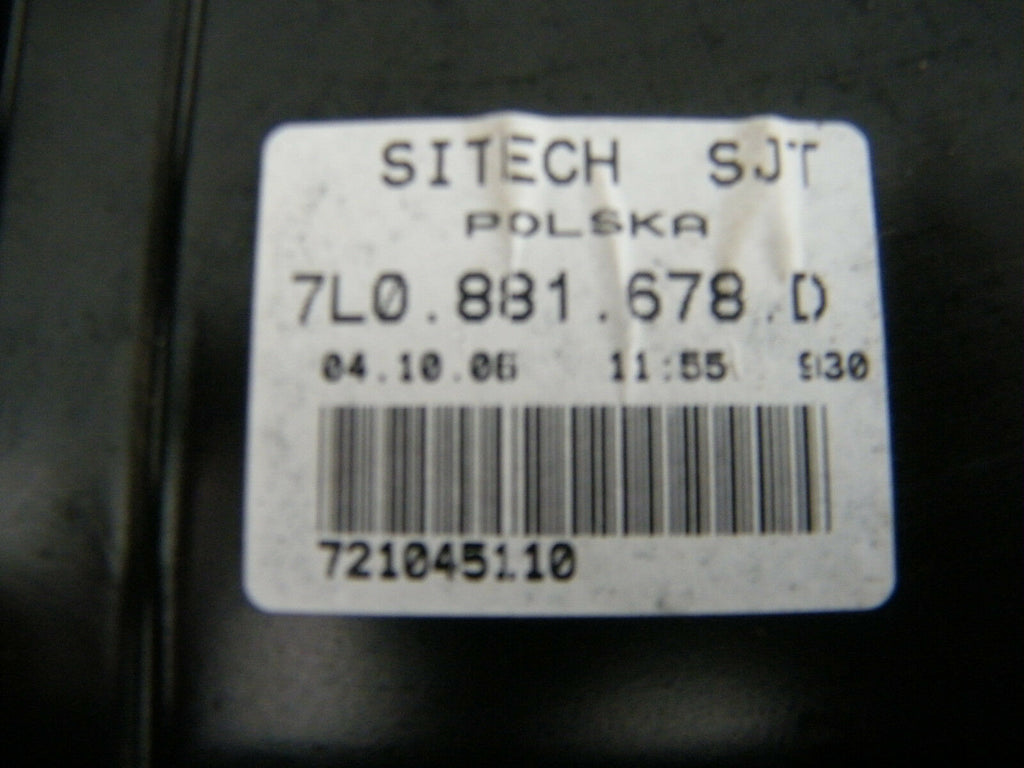 SITECH SJT
POLSKA
7L0.881.678.D
04.10.06 11:55 930
721045110